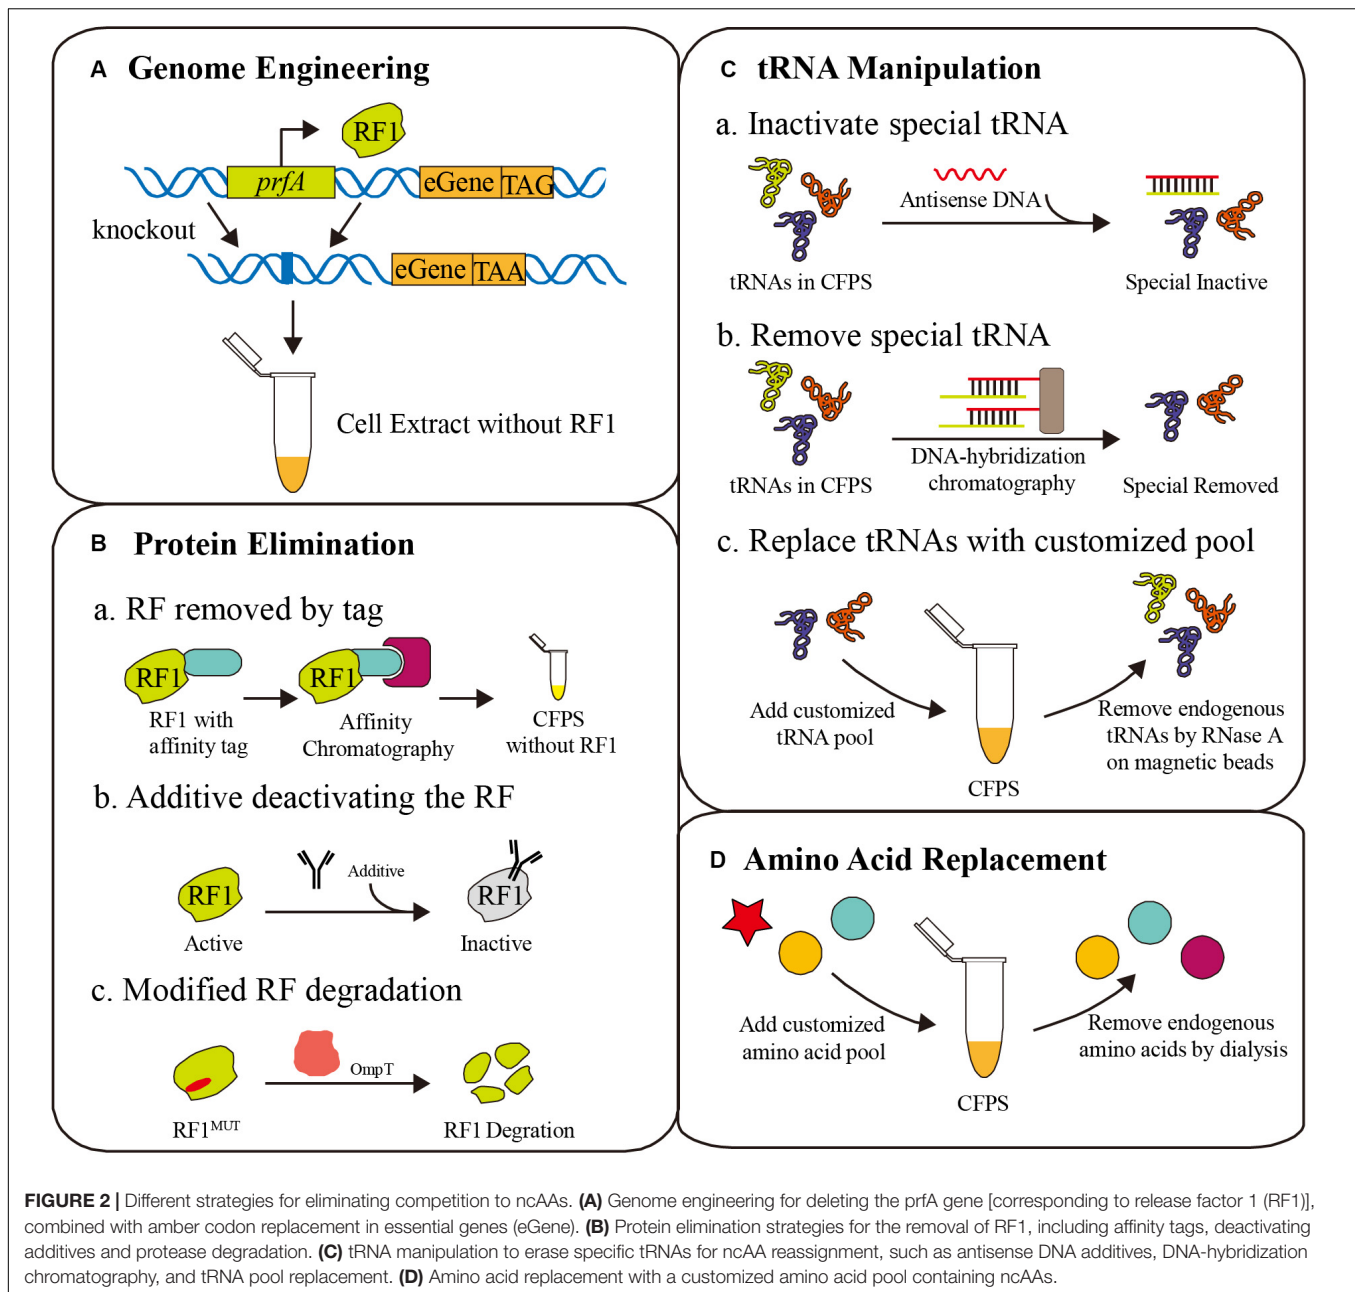 A Genome Engineering
RF1
prfA
eGene TAG
knockout
eGene TAA
Cell Extract without RF1
B Protein Elimination
a. RF removed by tag
RF1
RF1
RF1 with
affinity tag
Affinity
Chromatography
CFPS
without RF1
b. Additive deactivating the RF
RF1
Additive
RF1
Active
Inactive
c. Modified RF degradation
OmpT
RF1MUT
RF1 Degration
C tRNA Manipulation
a. Inactivate special tRNA
Antisense DNA
tRNAs in CFPS
Special Inactive
b. Remove special tRNA
DNA-hybridization
chromatography
tRNAs in CFPS
Special Removed
c. Replace tRNAs with customized pool
Add customized
tRNA pool
CFPS
Remove endogenous
tRNAs by RNase A
on magnetic beads
D Amino Acid Replacement
Add customized
amino acid pool
CFPS
Remove endogenous
amino acids by dialysis
FIGURE 2 | Different strategies for eliminating competition to ncAAs. (A) Genome engineering for deleting the prfA gene [corresponding to release factor 1 (RF1)],
combined with amber codon replacement in essential genes (eGene). (B) Protein elimination strategies for the removal of RF1, including affinity tags, deactivating
additives and protease degradation. (C) tRNA manipulation to erase specific tRNAs for ncAA reassignment, such as antisense DNA additives, DNA-hybridization
chromatography, and tRNA pool replacement. (D) Amino acid replacement with a customized amino acid pool containing ncAAs.